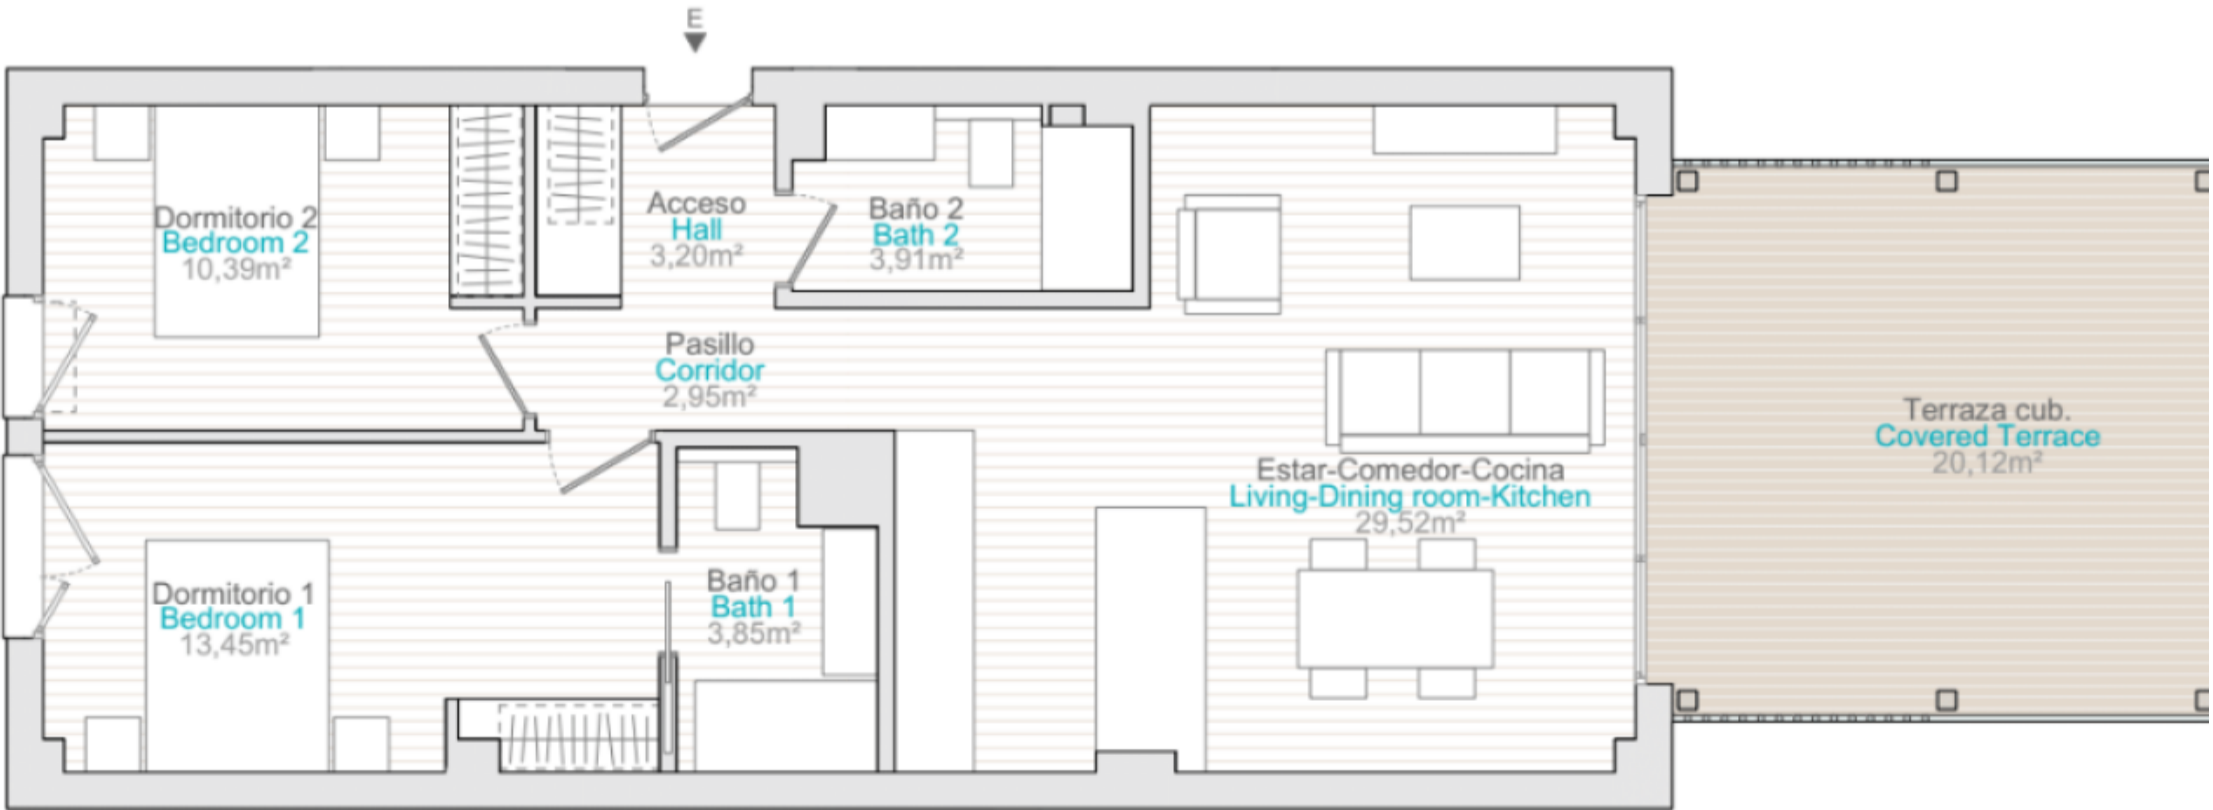 E
Dormitorio 2
Bedroom 2
10,39m²
Acceso
Hall
3,20m²
Baño 2
Bath 2
3,91m²
Pasillo
Corridor
2,95m²
Terraza cub.
Covered Terrace
20,12m²
Estar-Comedor-Cocina
Living-Dining room-Kitchen
29,52m²
Dormitorio 1
Bedroom 1
13,45m²
Baño 1
Bath 1
3,85m²